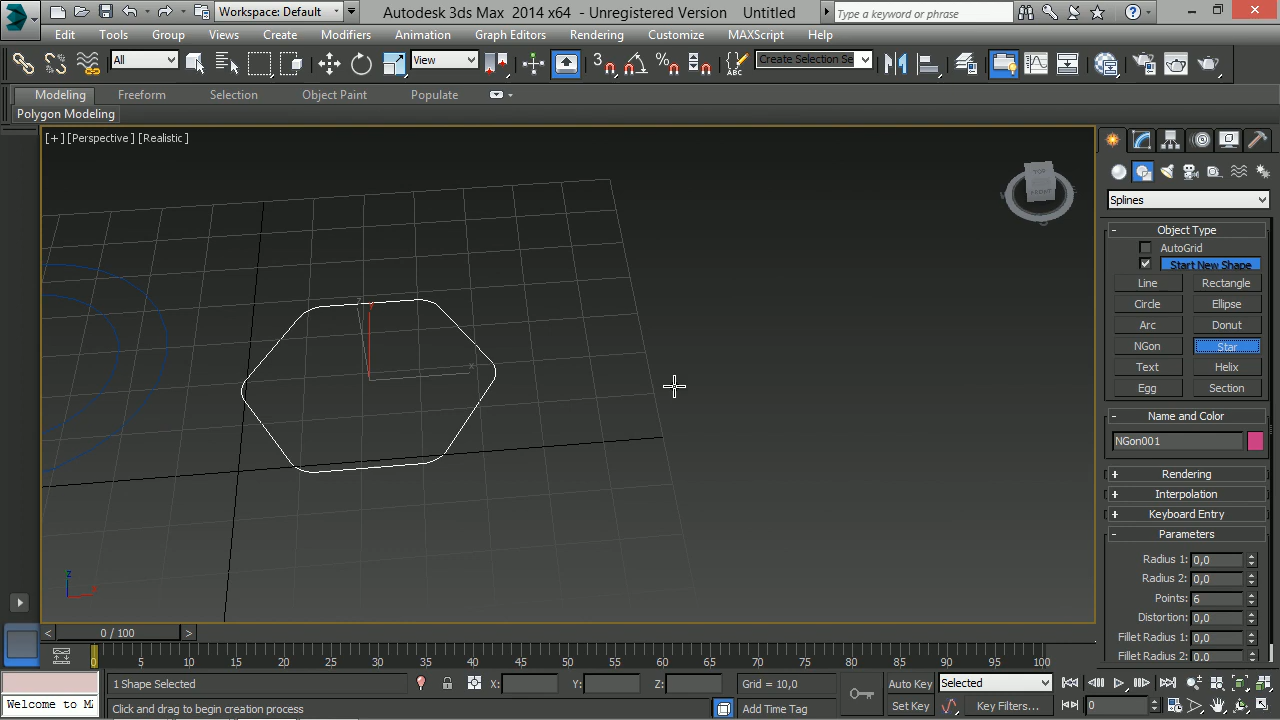 Workspace: Default
Autodesk 3ds Max 2014 x64 - Unregistered Versi Untitled
Type a keyword or phrase
Edit Tools Group Views Create Modifiers Animation Graph Editors Rendering Customize MAXScript Help
All
View
Create Selection Se
ABC
Modeling Freeform Selection Object Paint Populate
Polygon Modeling
[+] [Perspective] [Realistic]
TOP
FRONT
Splines
- Object Type
AutoGrid
Start New Shape
Line Rectangle
Circle Ellipse
Arc Donut
NGon Star
Text Helix
Egg Section
- Name and Color
NGon001
+ Rendering
+ Interpolation
+ Keyboard Entry
- Parameters
Radius 1: 0,0
Radius 2: 0,0
Points: 6
Distortion: 0,0
Fillet Radius 1: 0,0
Fillet Radius 2: 0,0
z
y
x
z
x
< 0 / 100 >
0 5 10 15 20 25 30 35 40 45 50 55 60 65 70 75 80 85 90 95 100
1 Shape Selected
X: Y: Z:
Grid = 10,0
Auto Key
Selected
Welcome to MA
Click and drag to begin creation process
Add Time Tag
Set Key
Key Filters...
0